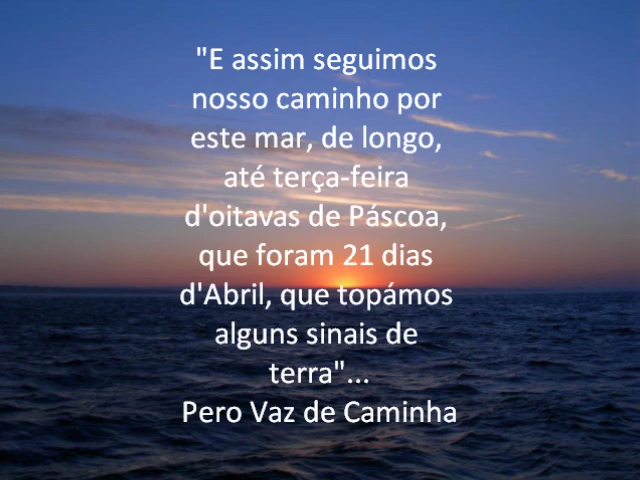 "E assim seguimos
nosso caminho por
este mar, de longo,
até terça-feira
d'oitavas de Páscoa,
que foram 21 dias
d'Abril, que topámos
alguns sinais de
terra"...
Pero Vaz de Caminha